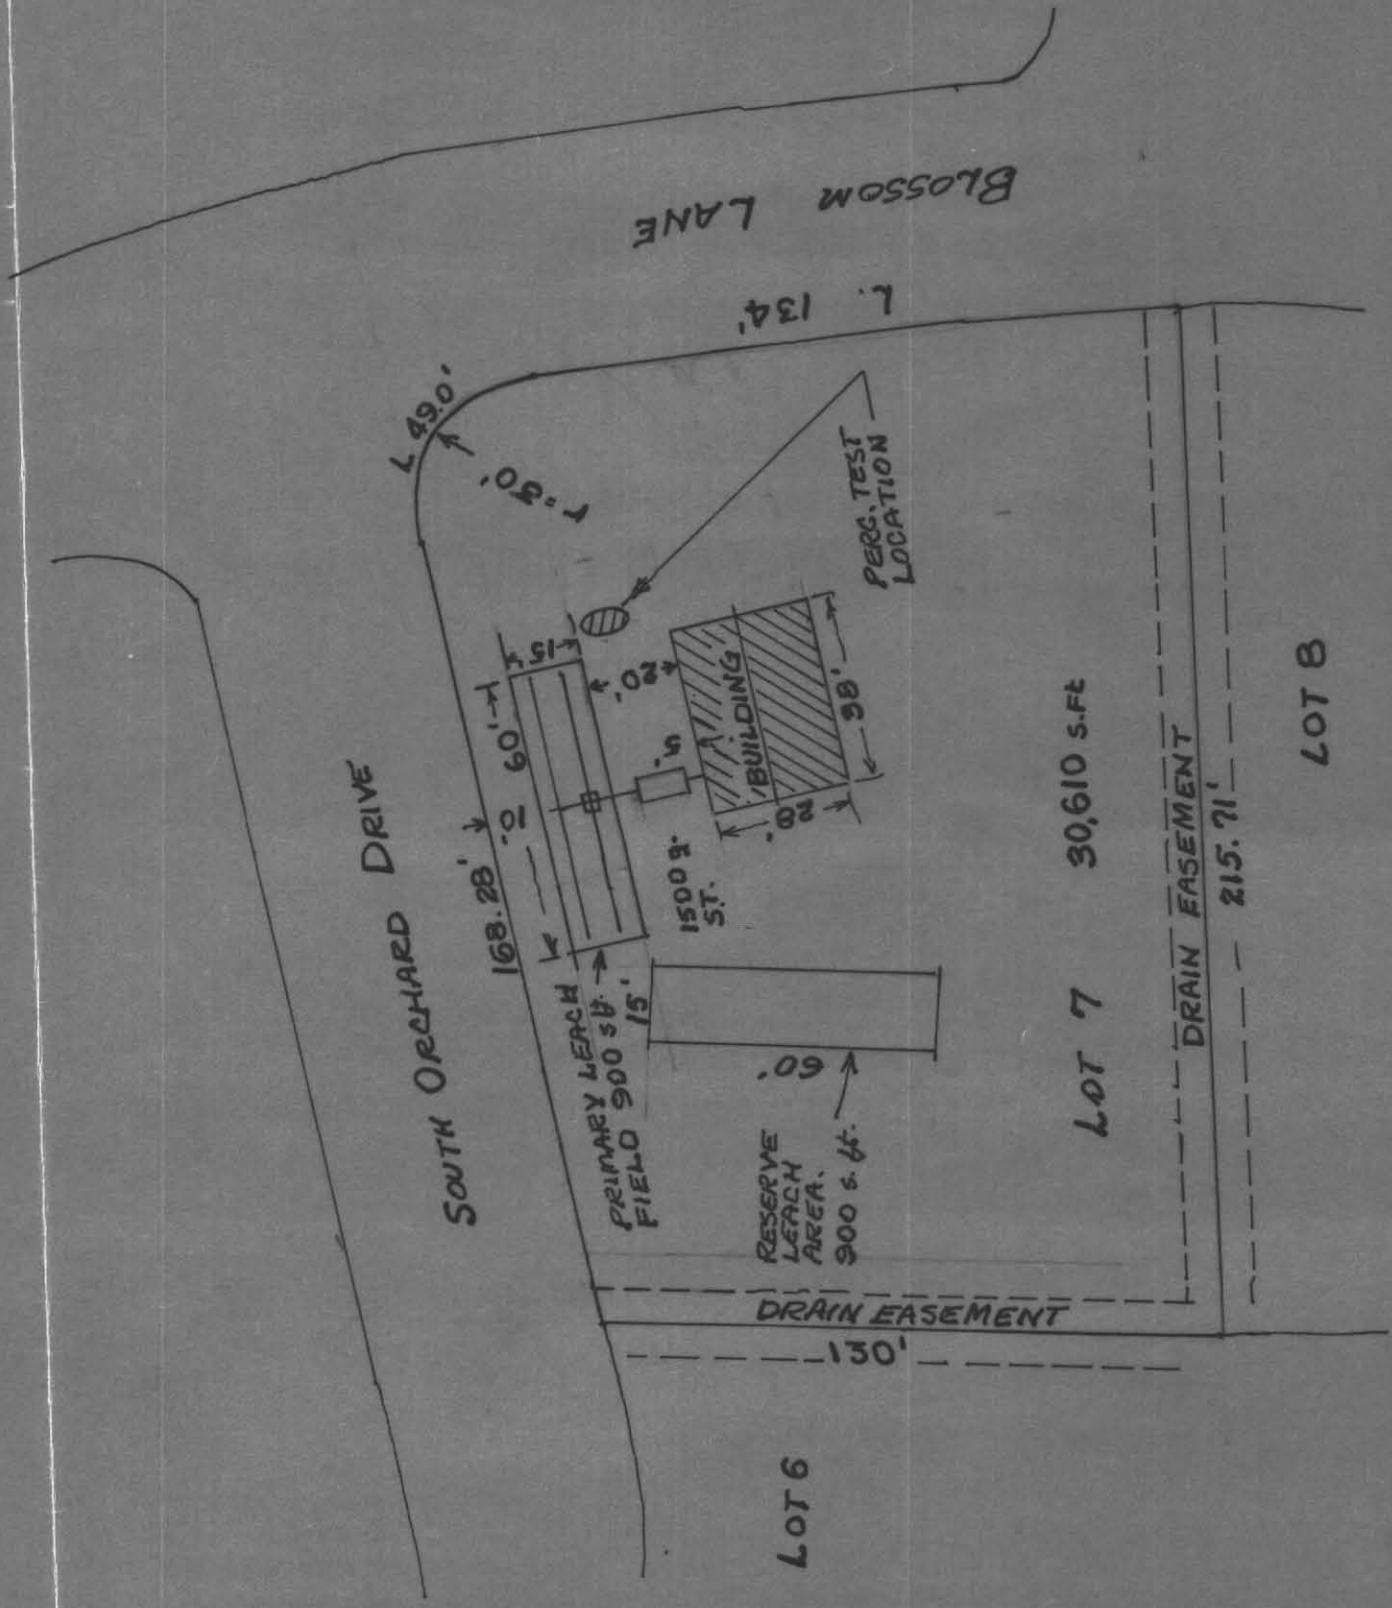 BLOSSOM LANE
L. 134'
L 49.0'
r = 30'
SOUTH ORCHARD DRIVE
168.28'
10'
60'
15'
20'
5'
1500 g.
S.T.
PERC. TEST
LOCATION
BUILDING
38'
28'
PRIMARY LEACH
FIELD 900 s.ft.
15'
60'
RESERVE
LEACH
AREA.
900 s.ft.
LOT 7 30,610 S.Ft
DRAIN EASEMENT
215.71'
DRAIN EASEMENT
130'
LOT 6
LOT 8